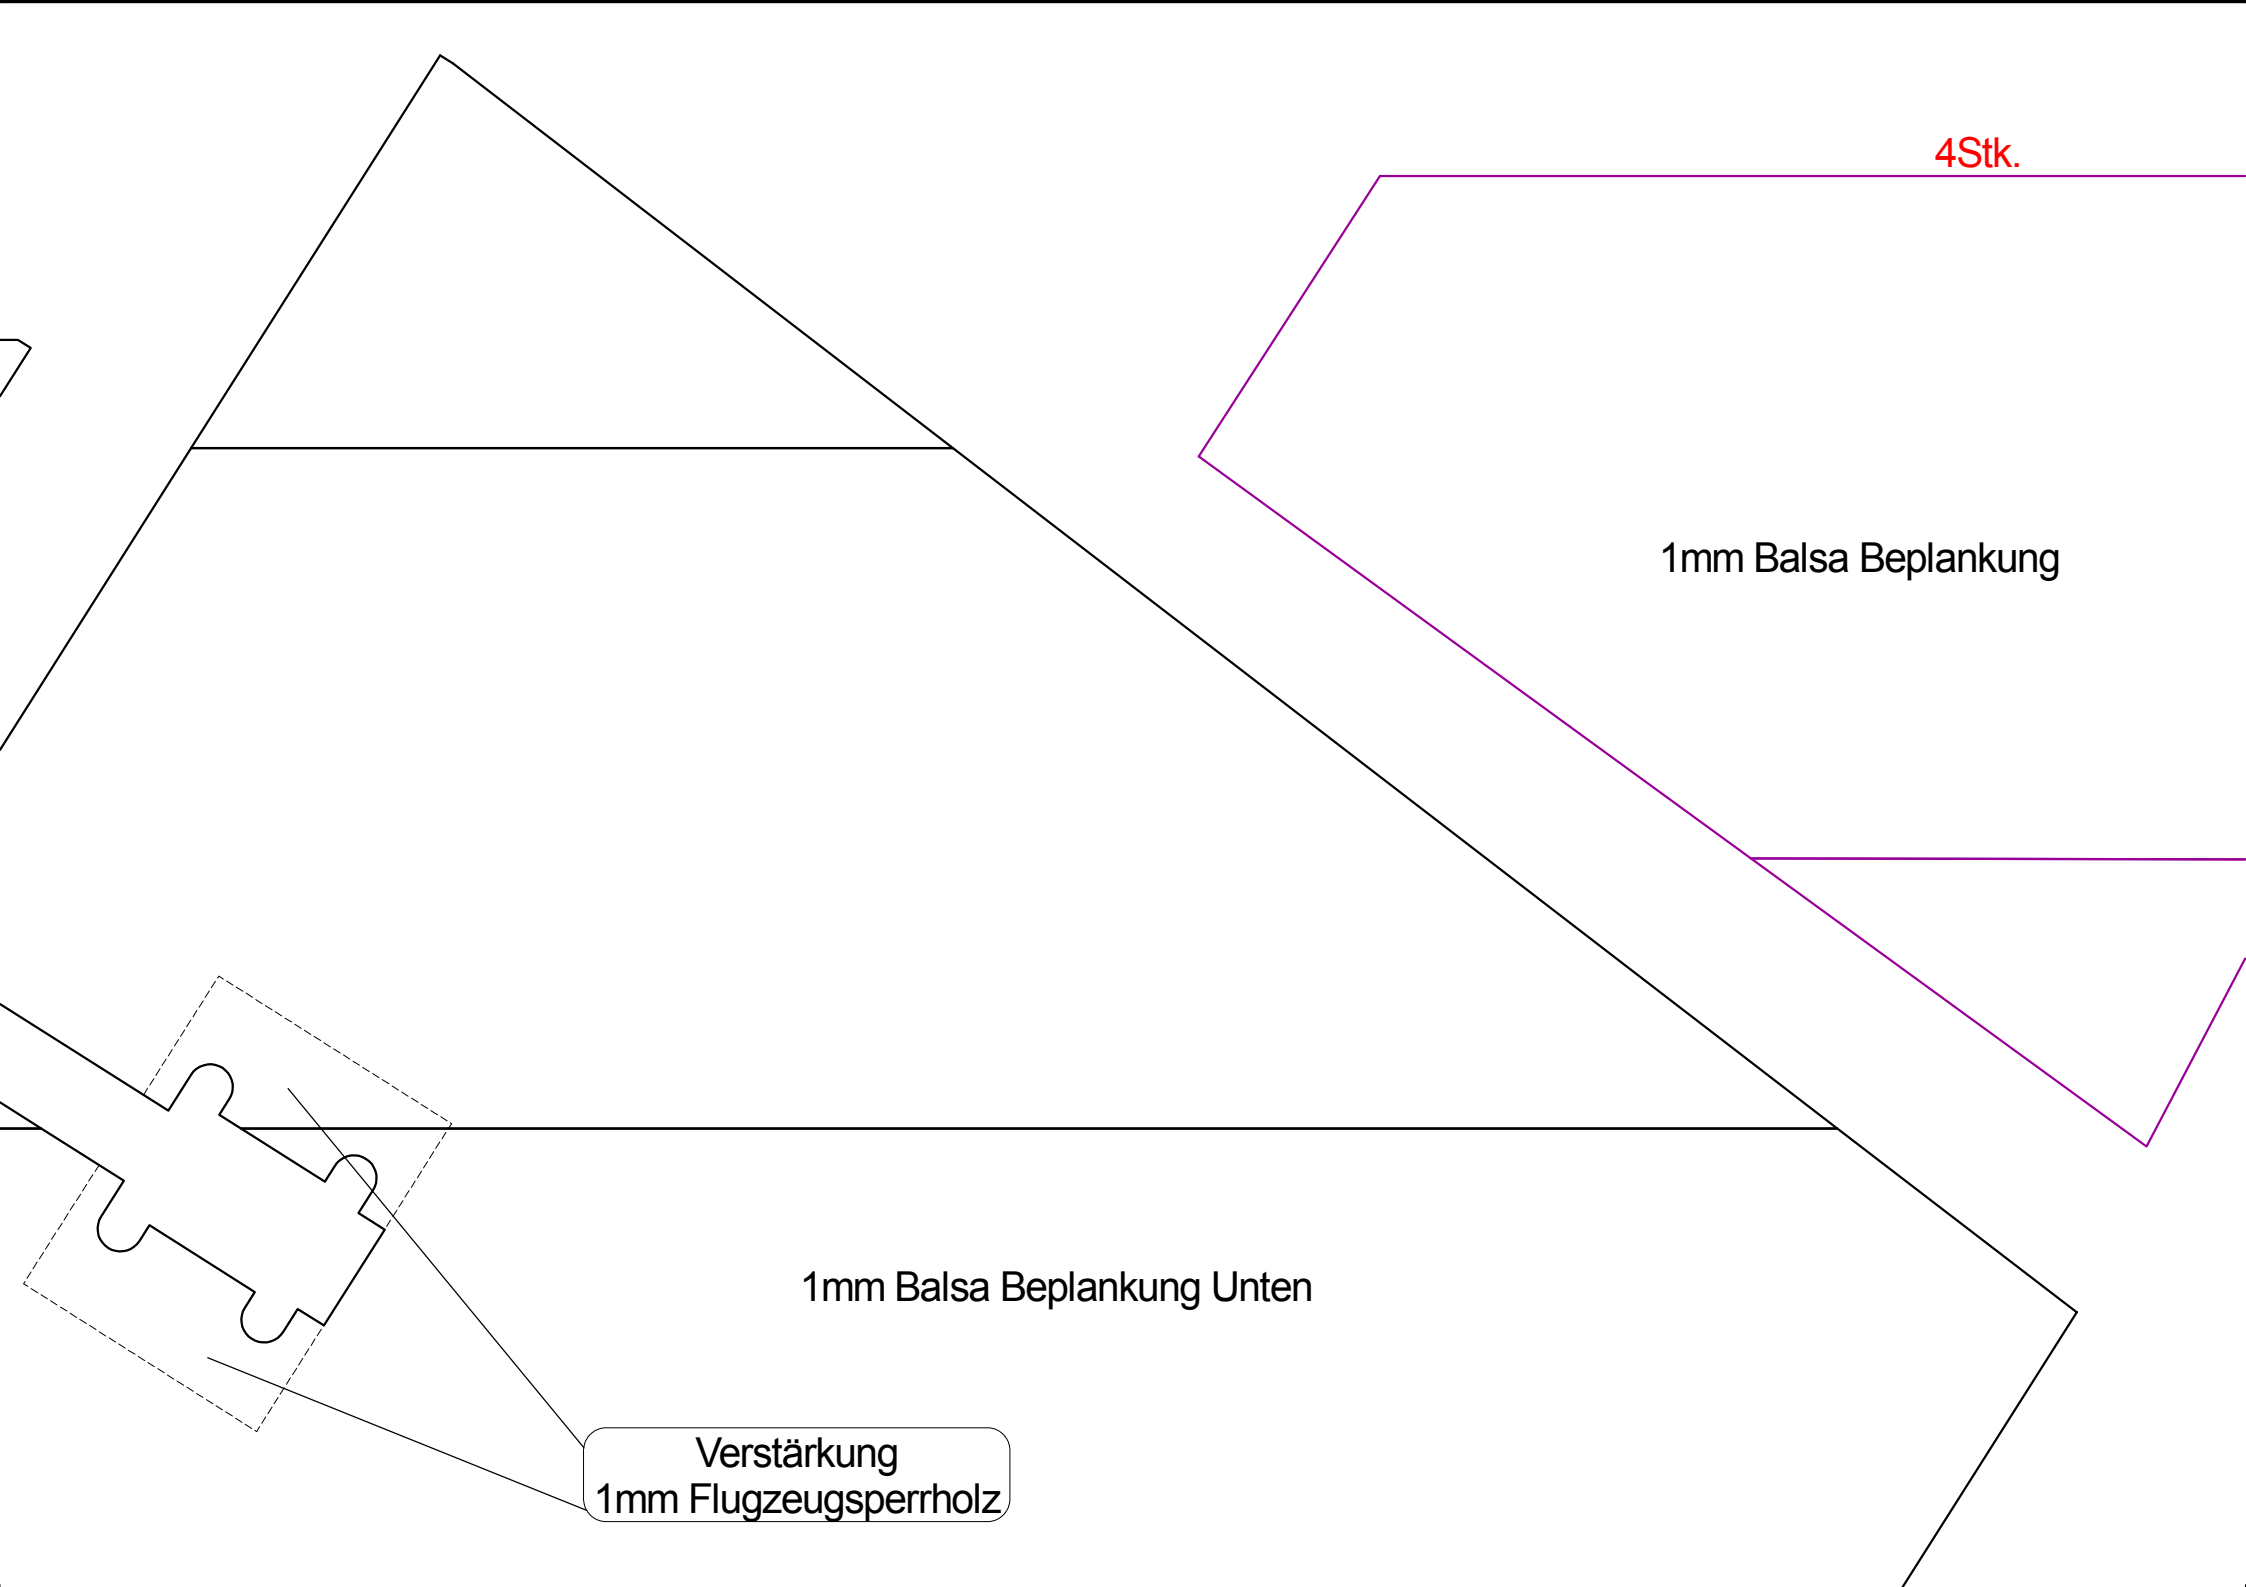 4Stk.
1mm Balsa Beplankung
1mm Balsa Beplankung Unten
Verstärkung
1mm Flugzeugsperrholz